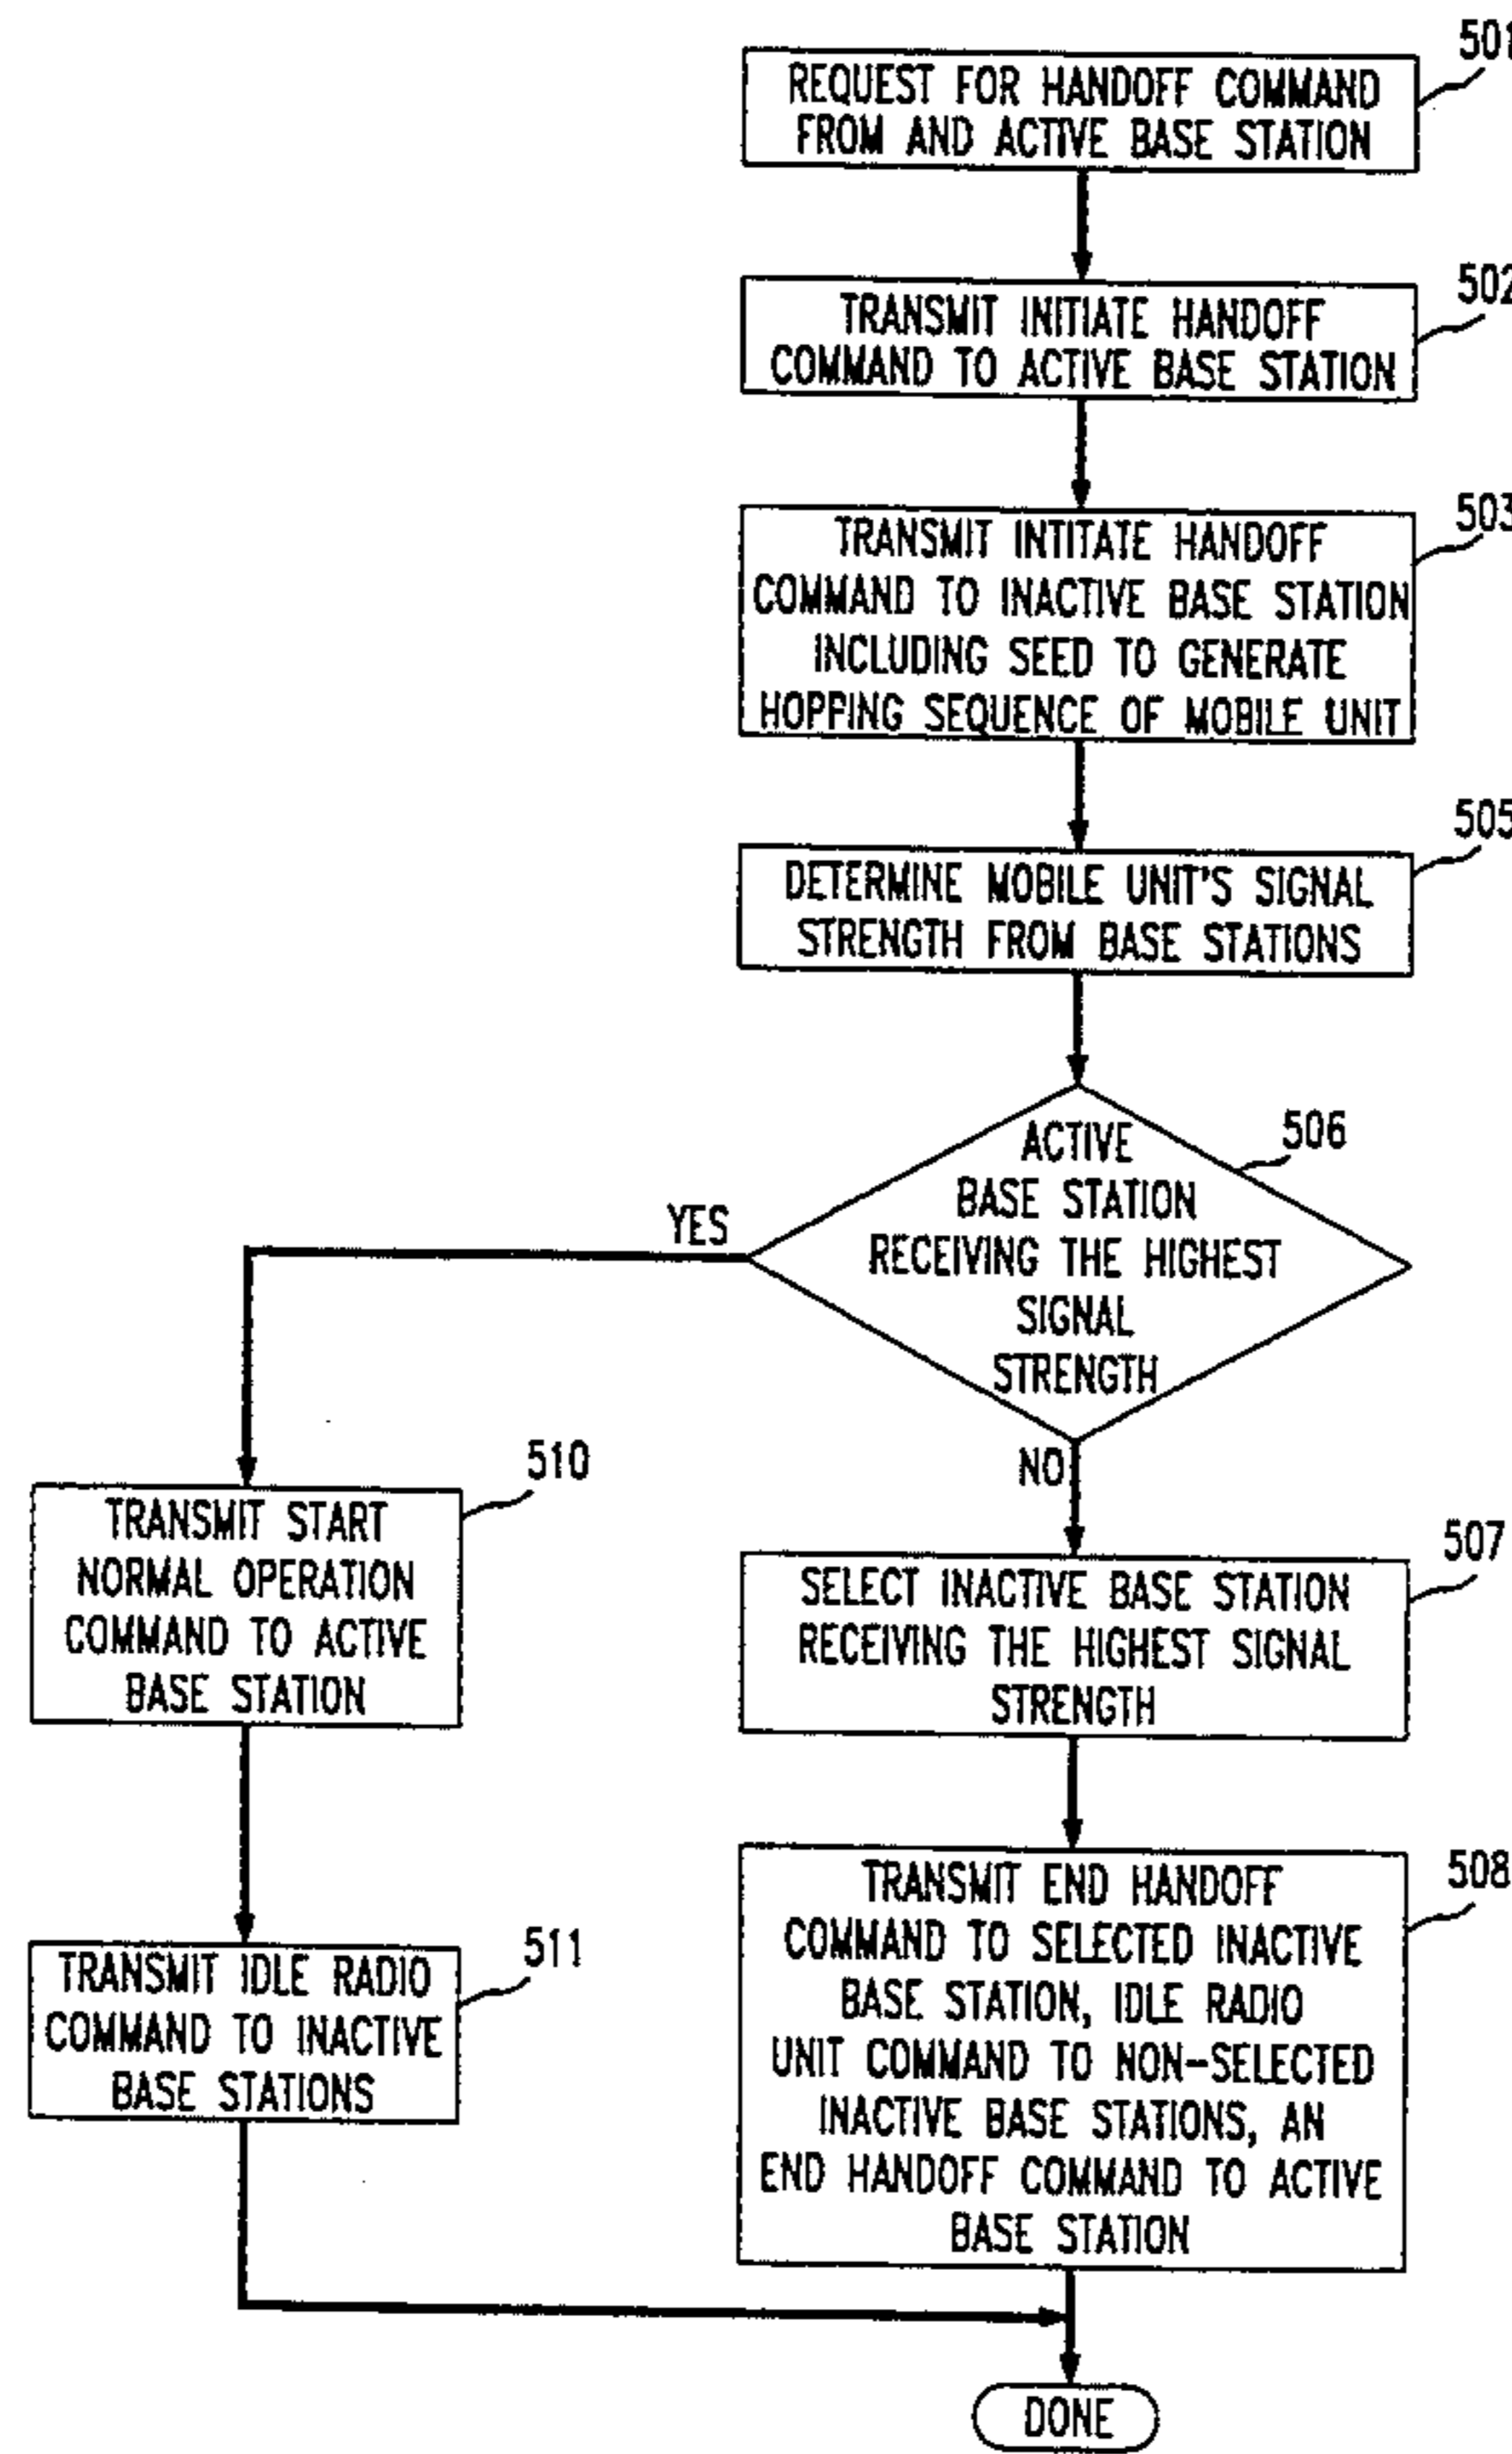 501
REQUEST FOR HANDOFF COMMAND
FROM AND ACTIVE BASE STATION
502
TRANSMIT INITIATE HANDOFF
COMMAND TO ACTIVE BASE STATION
503
TRANSMIT INTITATE HANDOFF
COMMAND TO INACTIVE BASE STATION
INCLUDING SEED TO GENERATE
HOPPING SEQUENCE OF MOBILE UNIT
505
DETERMINE MOBILE UNIT'S SIGNAL
STRENGTH FROM BASE STATIONS
506
ACTIVE
BASE STATION
RECEIVING THE HIGHEST
SIGNAL
STRENGTH
YES
NO
510
TRANSMIT START
NORMAL OPERATION
COMMAND TO ACTIVE
BASE STATION
507
SELECT INACTIVE BASE STATION
RECEIVING THE HIGHEST SIGNAL
STRENGTH
511
TRANSMIT IDLE RADIO
COMMAND TO INACTIVE
BASE STATIONS
508
TRANSMIT END HANDOFF
COMMAND TO SELECTED INACTIVE
BASE STATION, IDLE RADIO
UNIT COMMAND TO NON-SELECTED
INACTIVE BASE STATIONS, AN
END HANDOFF COMMAND TO ACTIVE
BASE STATION
DONE